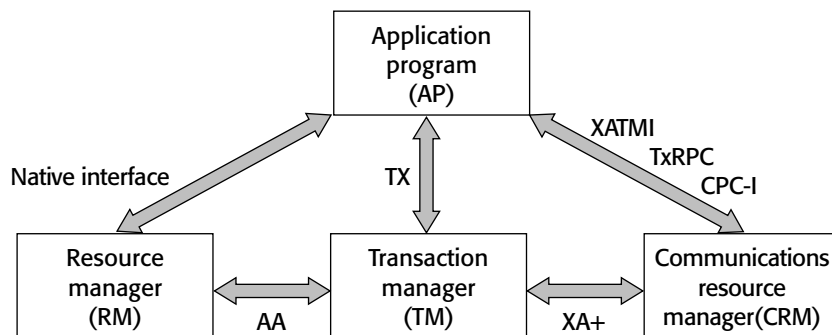 Application
program
(AP)
XATMI
TxRPC
CPC-I
Native interface
TX
Resource
manager
(RM)
AA
Transaction
manager
(TM)
XA+
Communications
resource
manager(CRM)